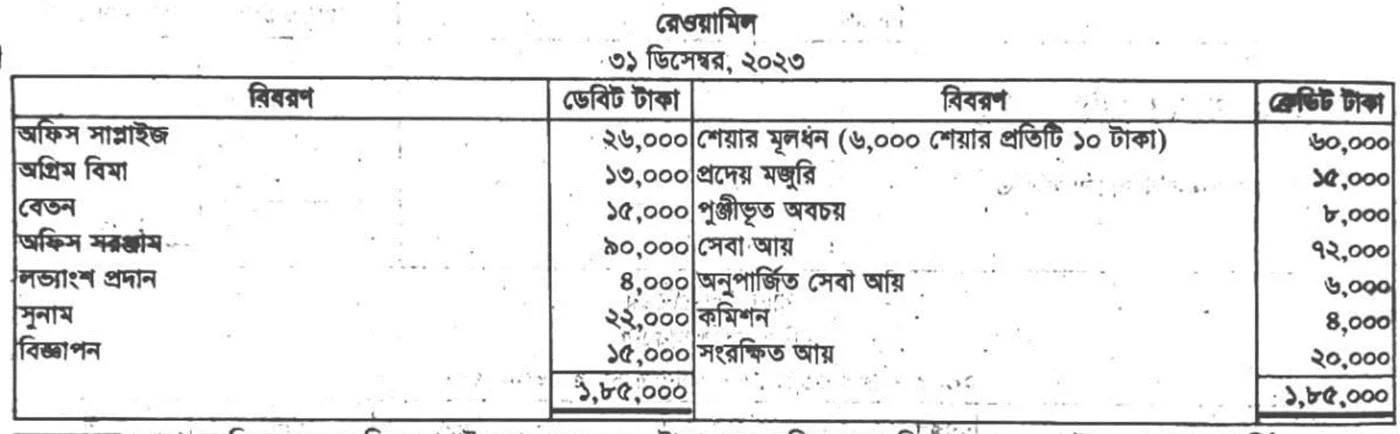 রেওয়ামিল
৩১ ডিসেম্বর, ২০২৩
বিবরণ ডেবিট টাকা বিবরণ ক্রেডিট টাকা
অফিস সাপ্লাইজ ২৬,০০০ শেয়ার মূলধন (৬,০০০ শেয়ার প্রতিটি ১০ টাকা) ৬০,০০০
অগ্রিম বিমা ১৩,০০০ প্রদেয় মজুরি ১৫,০০০
বেতন ১৫,০০০ পুঞ্জীভূত অবচয় ৮,০০০
অফিস সরঞ্জাম ৯০,০০০ সেবা আয় ৭২,০০০
লভ্যাংশ প্রদান ৪,০০০ অনুপার্জিত সেবা আয় ৬,০০০
সুনাম ২২,০০০ কমিশন ৪,০০০
বিজ্ঞাপন ১৫,০০০ সংরক্ষিত আয় ২০,০০০
১,৮৫,০০০ ১,৮৫,০০০